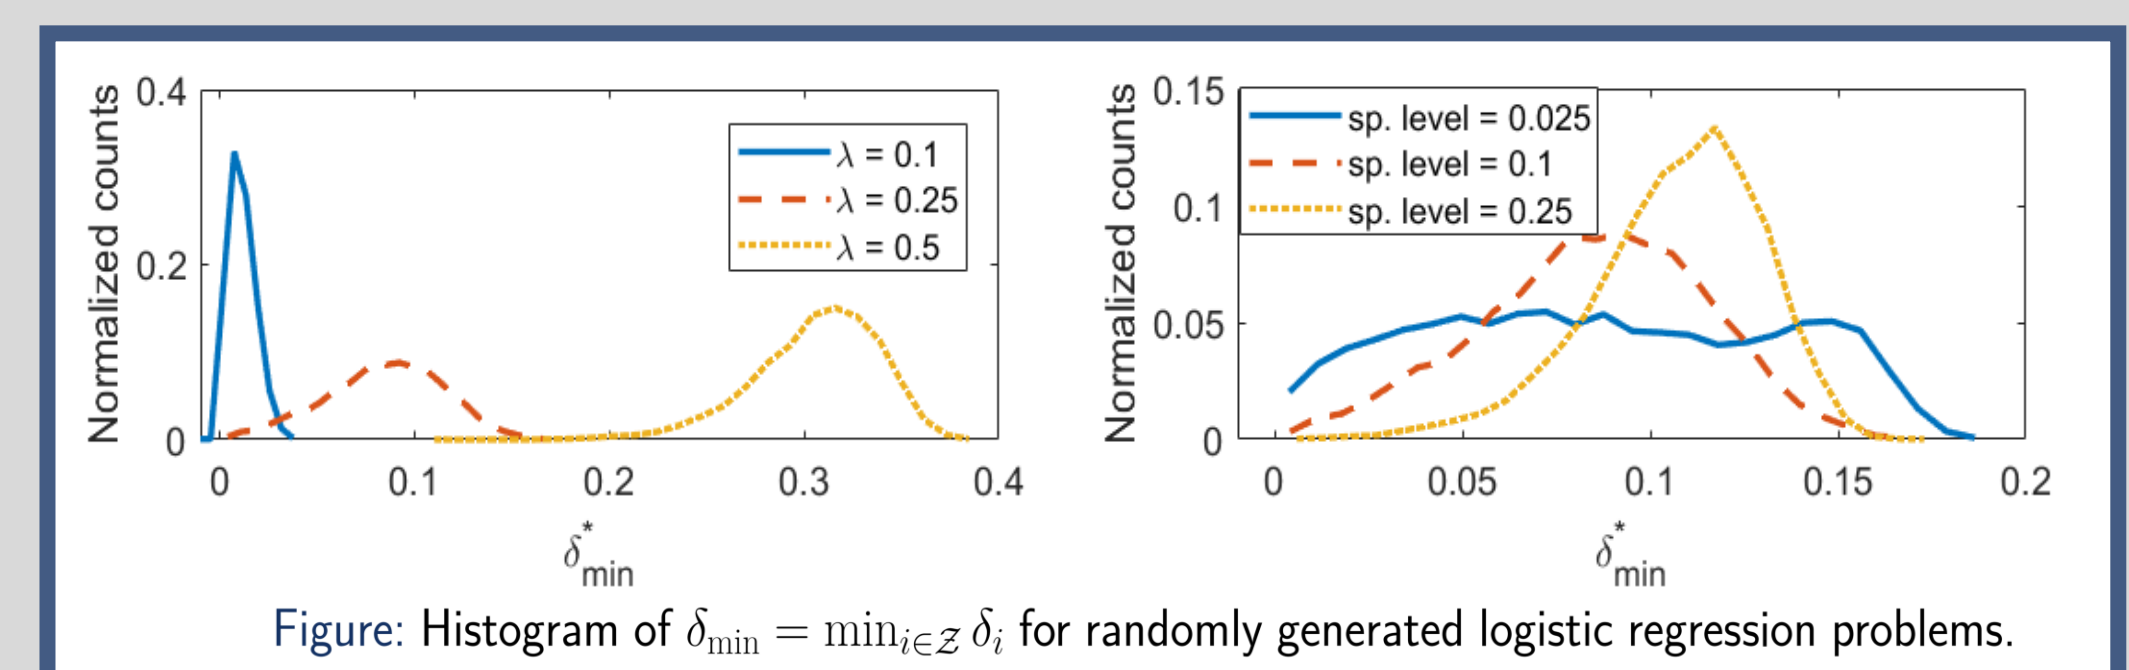 Normalized counts
0.4
0.2
0
λ = 0.1
λ = 0.25
λ = 0.5
0 0.1 0.2 0.3 0.4
δ*min
Normalized counts
0.15
0.1
0.05
0
sp. level = 0.025
sp. level = 0.1
sp. level = 0.25
0 0.05 0.1 0.15 0.2
δ*min
Figure: Histogram of δmin = mini∈𝒵 δi for randomly generated logistic regression problems.